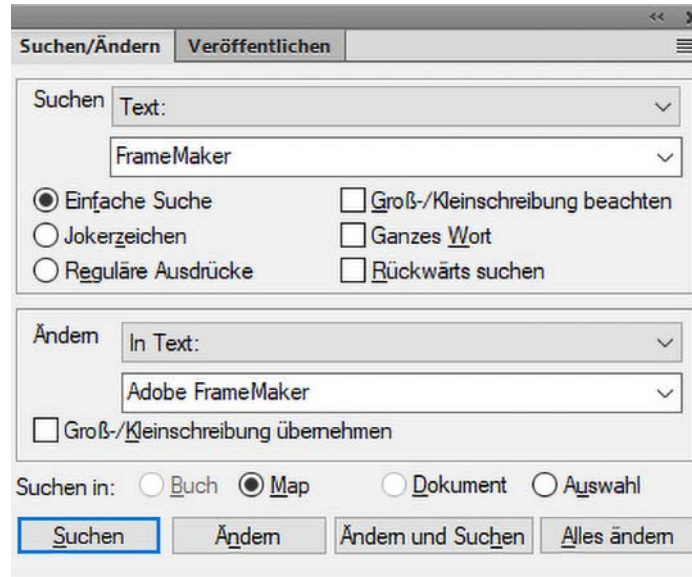 Suchen/Ändern Veröffentlichen
Suchen Text:
FrameMaker
Einfache Suche Groß-/Kleinschreibung beachten
Jokerzeichen Ganzes Wort
Reguläre Ausdrücke Rückwärts suchen
Ändern In Text:
Adobe FrameMaker
Groß-/Kleinschreibung übernehmen
Suchen in: Buch Map Dokument Auswahl
Suchen Ändern Ändern und Suchen Alles ändern